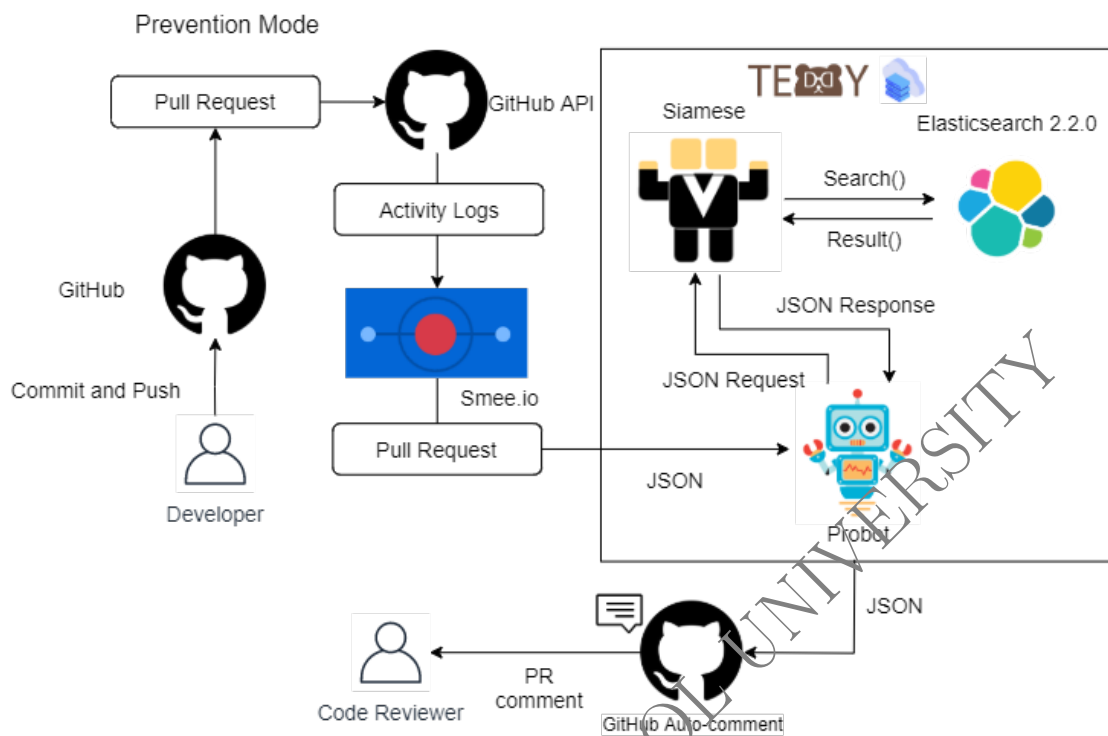 Prevention Mode
Pull Request
GitHub API
TEDDY
Siamese
Elasticsearch 2.2.0
Activity Logs
Search()
Result()
GitHub
JSON Response
Commit and Push
Smee.io
JSON Request
Pull Request
JSON
Developer
Probot
JSON
PR
comment
Code Reviewer
GitHub Auto-comment
OL UNIVERSITY